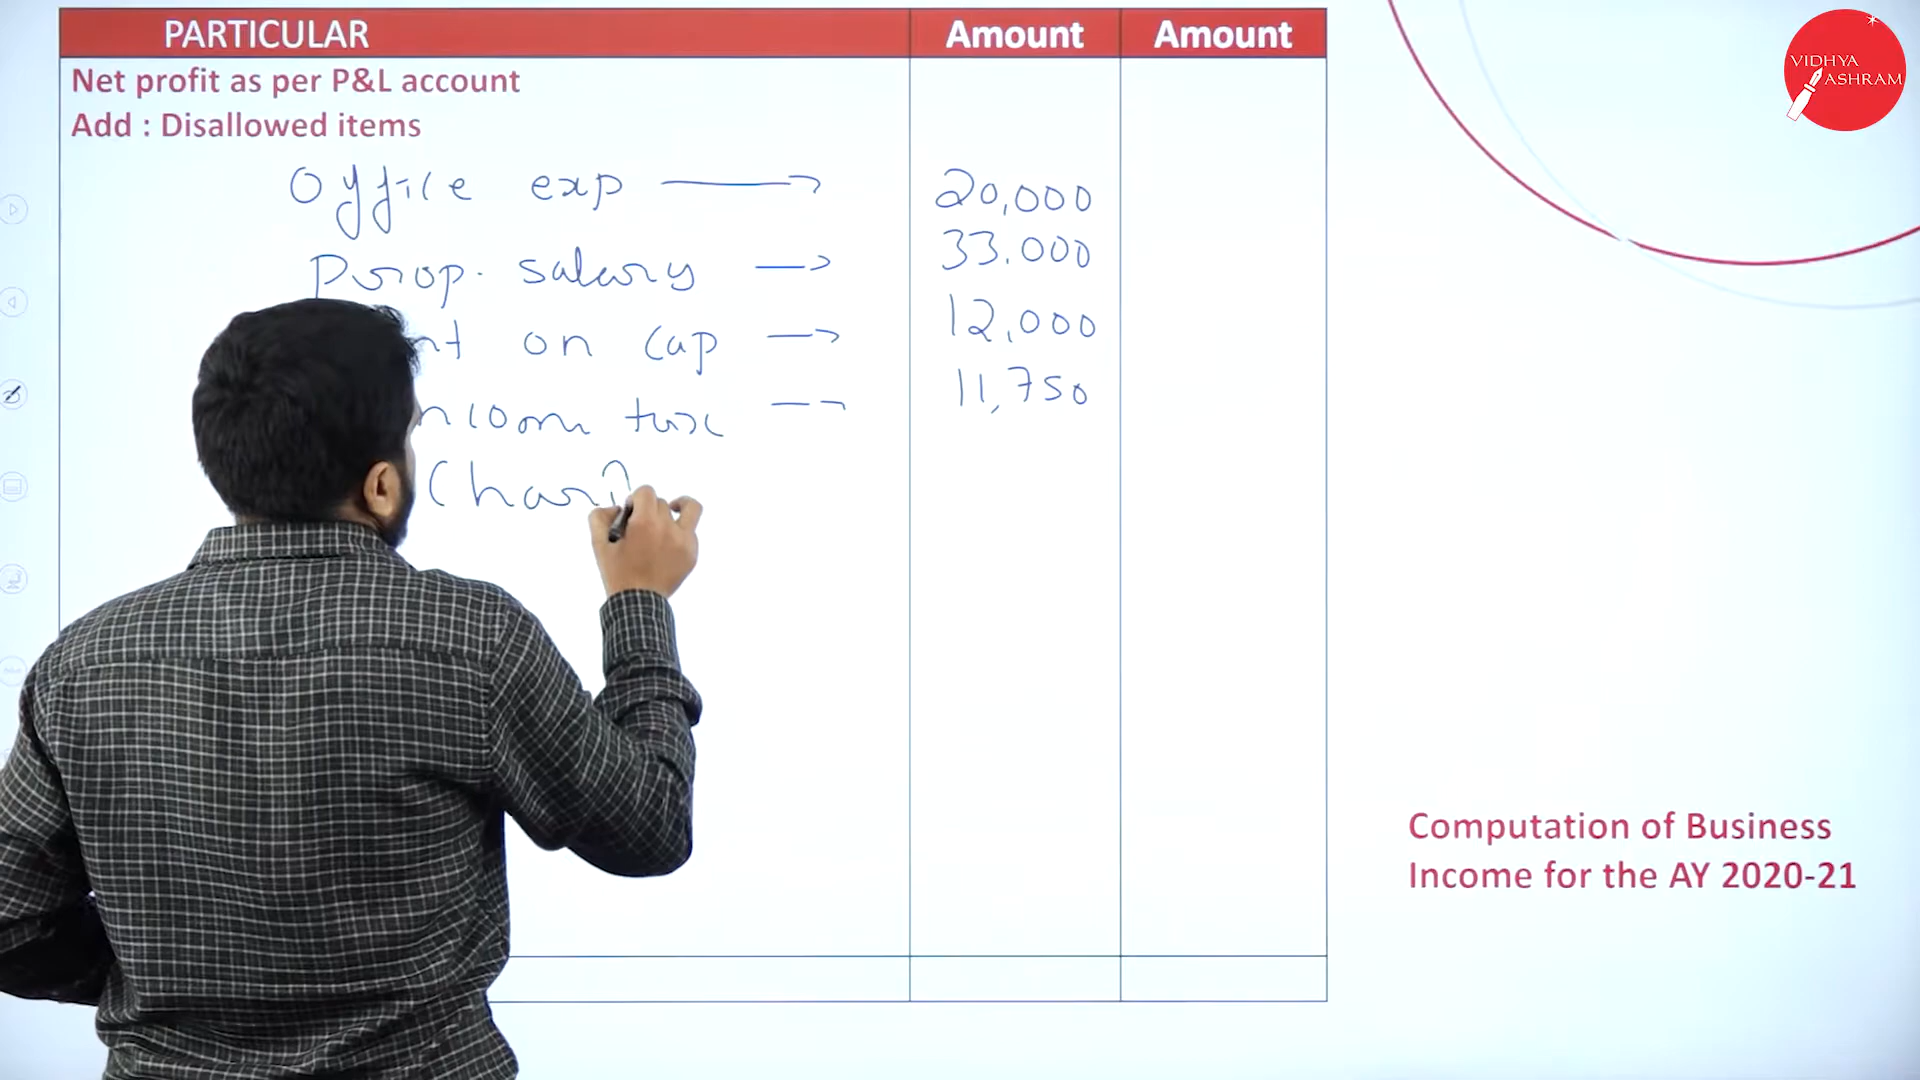 PARTICULAR Amount Amount
Net profit as per P&L account
Add : Disallowed items
Office exp → 20,000
Prop. salary → 33.000
on cap → 12,000
tax 11,750
VIDHYA
ASHRAM
Computation of Business
Income for the AY 2020-21